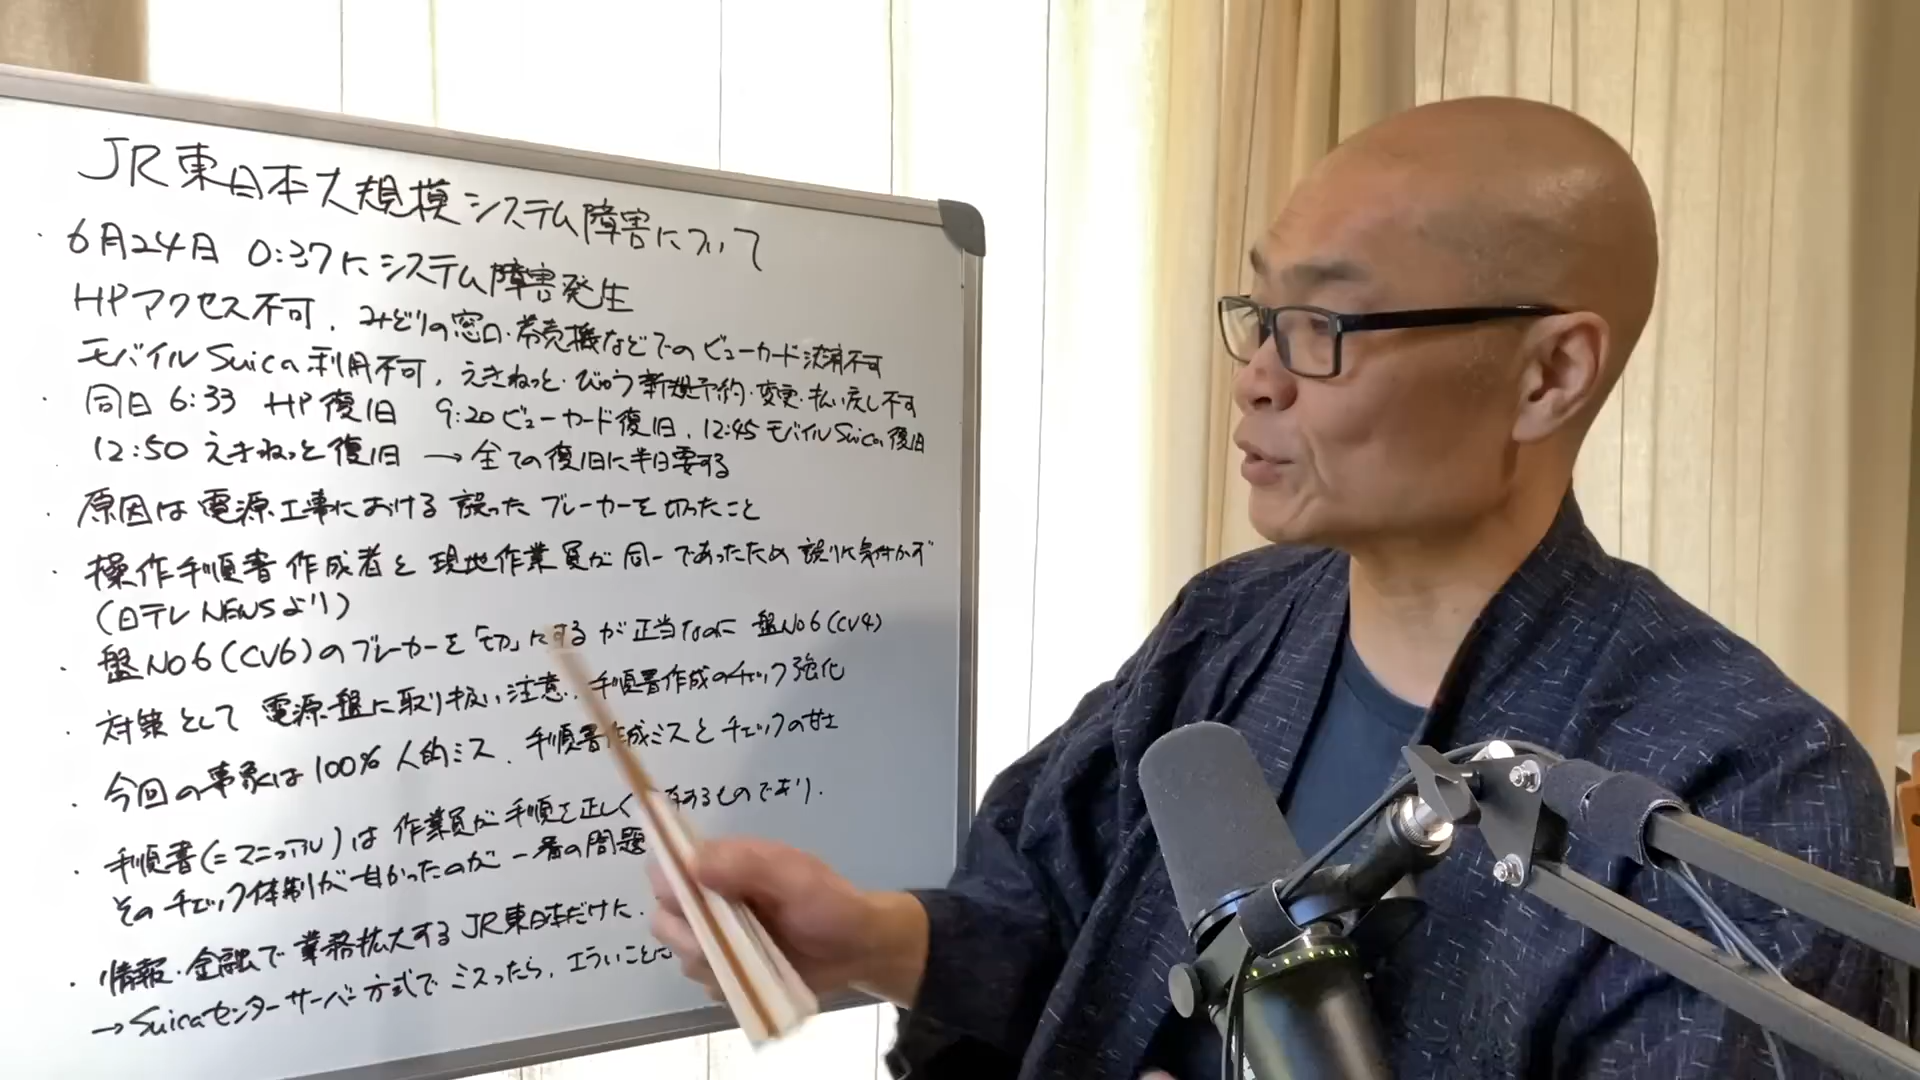 JR東日本大規模システム障害について
・6月24日 0:37にシステム障害発生
HPアクセス不可、みどりの窓口・券売機などでのビューカード決済不可
モバイルSuica利用不可、えきねっと・びゅう新規予約・変更・払い戻し不可
・同日6:33 HP復旧 9:20ビューカード復旧、12:45モバイルSuica復旧
12:50 えきねっと復旧 → 全ての復旧に半日要する
・原因は電源工事における誤ったブレーカーを切ったこと
・操作手順書作成者と現地作業員が同一であったため誤りに気付かず
(日テレNEWSより)
・盤No6(CV6)のブレーカーを「切」にするが正当なのに盤No6(CV4)
・対策として電源盤に取り扱い注意、手順書作成のチェック強化
・今回の事象は100%人的ミス、手順書作成ミスとチェックの甘さ
・手順書(=マニュアル)は作業員が手順を正しく するものであり、
そのチェック体制が甘かったのが一番の問題
・情報・金融で業務拡大するJR東日本だけに、
→Suicaセンターサーバー方式でミスったら、エラいことに